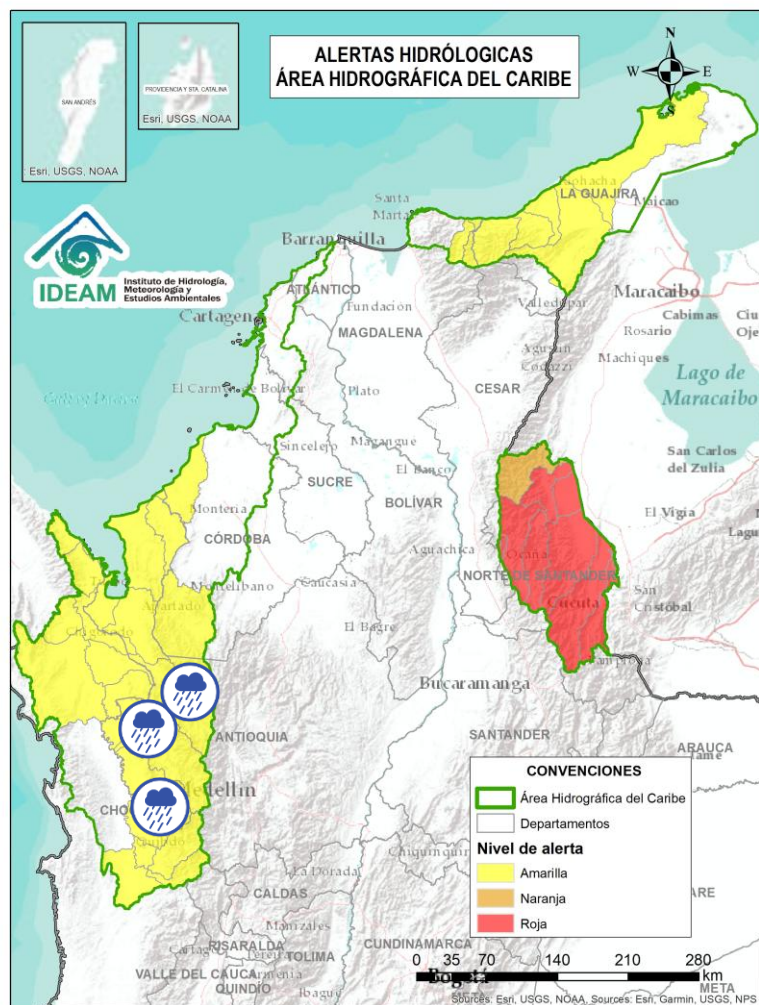 ALERTAS HIDRÓLOGICAS
ÁREA HIDROGRÁFICA DEL CARIBE
N
W
E
S
SAN ANDRÉS
PROVIDENCIA Y STA. CATALINA
Esri, USGS, NOAA
Esri, USGS, NOAA
IDEAM
Instituto de Hidrología,
Meteorología y
Estudios Ambientales
LA GUAJIRA
Maicao
Santa
Marta
Barranquilla
ATLÁNTICO
Cartagena
Fundación
MAGDALENA
Valledupar
Maracaibo
Cabimas
Rosario
Machiques
Agustín
Codazzi
CESAR
Lago de
Maracaibo
El Carmen de Bolívar
Plato
Sincelejo
Magangué
SUCRE
El Banco
BOLÍVAR
San Carlos
del Zulia
El Vigía
Montería
CÓRDOBA
Montelíbano
Caucasia
Aguachica
Ocaña
NORTE DE SANTANDER
Cúcuta
San
Cristóbal
Pamplona
Apartadó
Chigorodó
El Bagre
Bucaramanga
ANTIOQUIA
SANTANDER
ARAUCA
Medellín
La Dorada
CALDAS
Manizales
RISARALDA
Pereira
TOLIMA
CUNDINAMARCA
VALLE DEL CAUCA
Armenia
QUINDÍO
Ibagué
Bogotá
META
CONVENCIONES
Área Hidrográfica del Caribe
Departamentos
Nivel de alerta
Amarilla
Naranja
Roja
0 35 70 140 210 280
km
Sources: Esri, USGS, NOAA, Sources: Esri, Garmin, USGS, NPS